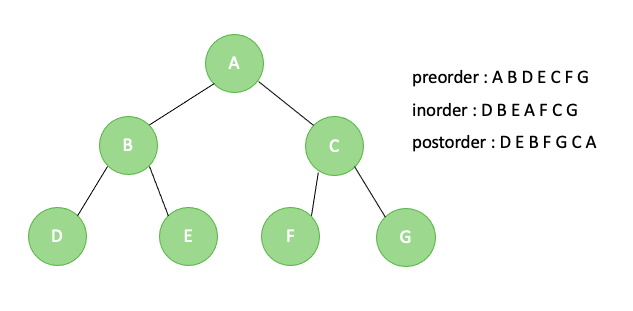 A
B
C
D
E
F
G
preorder : A B D E C F G
inorder : D B E A F C G
postorder : D E B F G C A